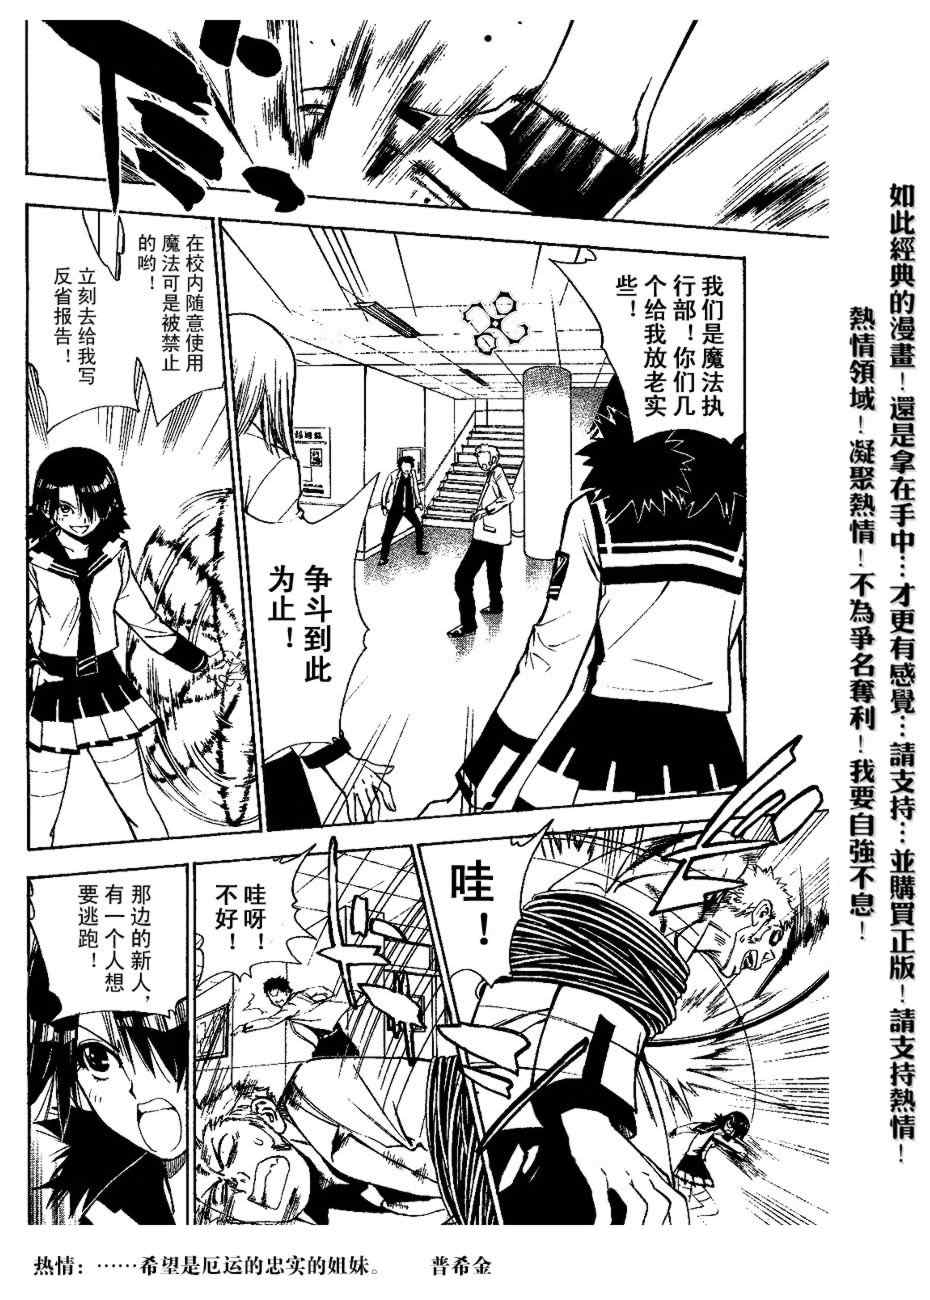 我们是魔法执
行部！你们几
个给我放老实
些！
争斗到此
为止！
在校内随意使用
魔法可是被禁止
的哟！
立刻去给我写
反省报告！
哇！
哇呀！
不好！
那边的新人，
有一个人想
要逃跑！
如此經典的漫畫！還是拿在手中…才更有感覺…請支持…並購買正版！請支持熱情！
熱情領域！凝聚熱情！不為爭名奪利！我要自強不息！
热情：……希望是厄运的忠实的姐妹。 普希金